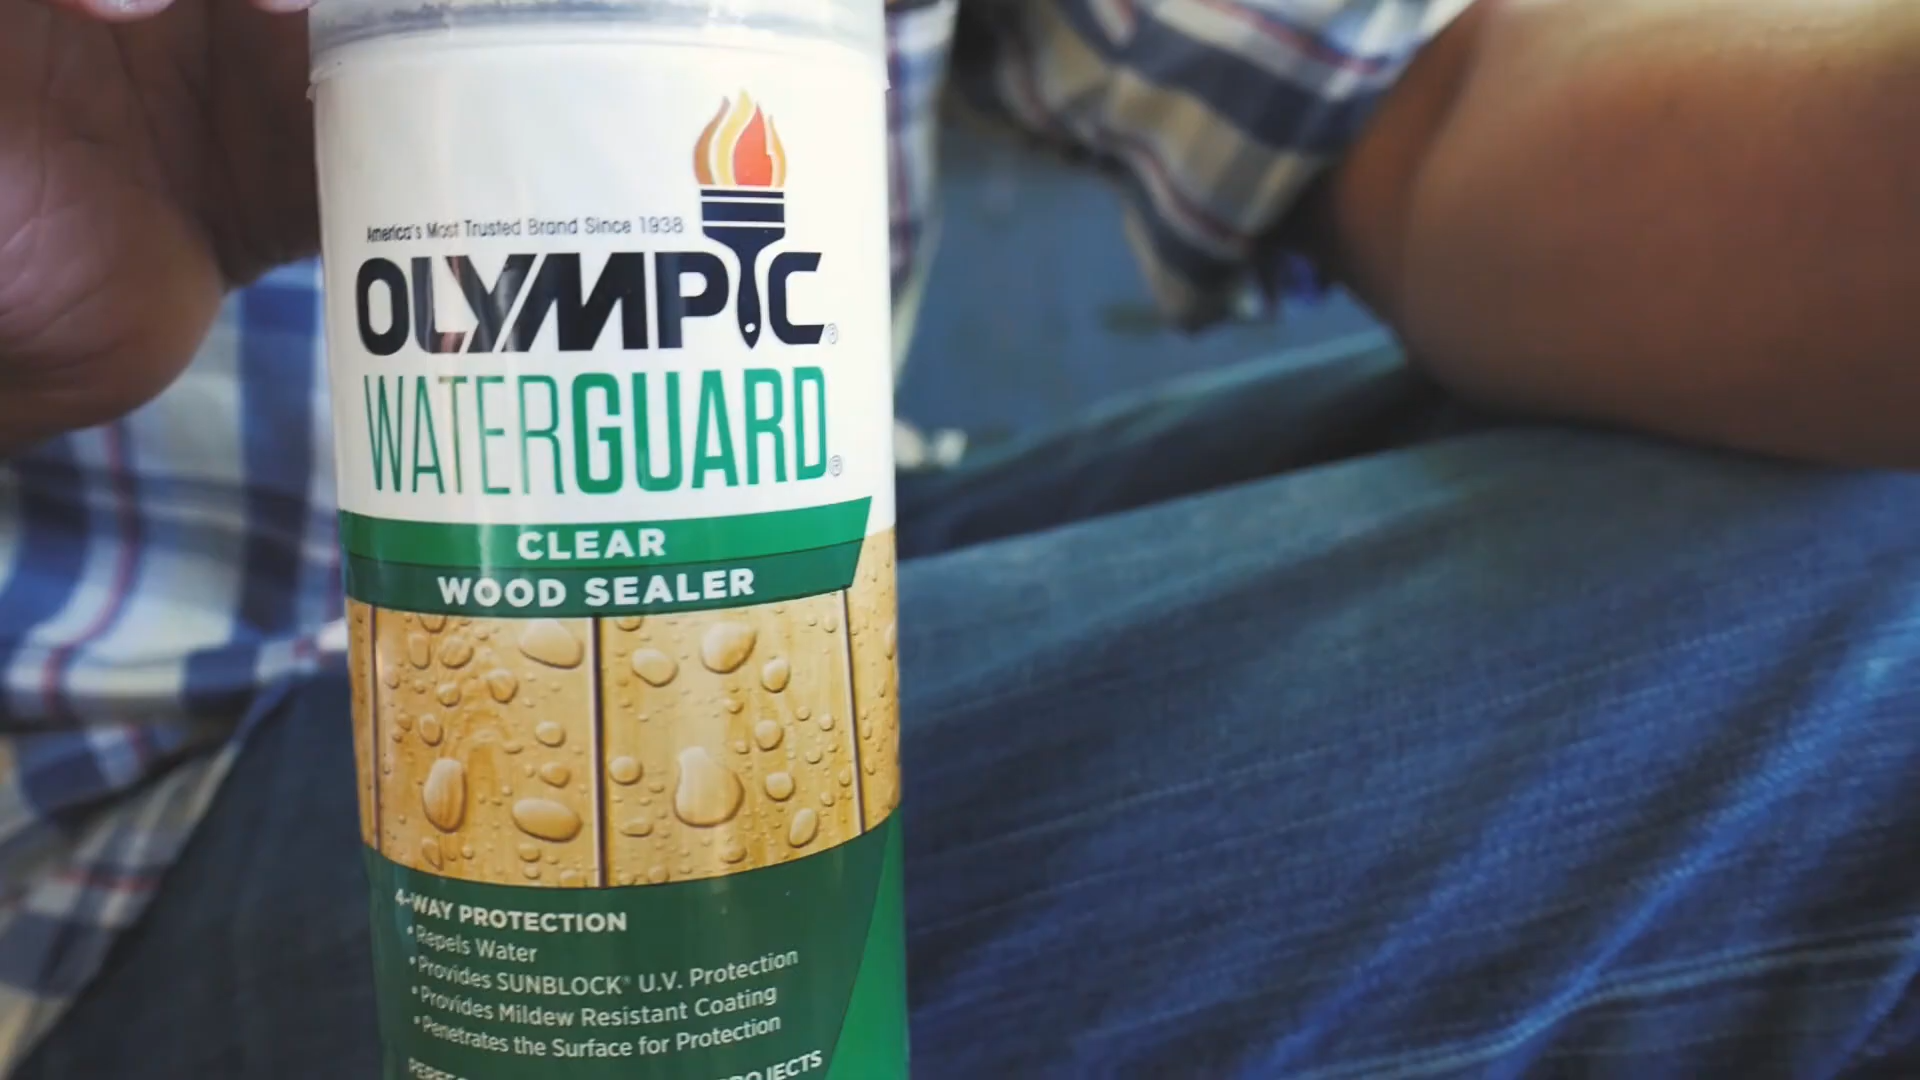 America's Most Trusted Brand Since 1938
OLYMPIC®
WATERGUARD®
CLEAR
WOOD SEALER
4-WAY PROTECTION
• Repels Water
• Provides SUNBLOCK® U.V. Protection
• Provides Mildew Resistant Coating
• Penetrates the Surface for Protection